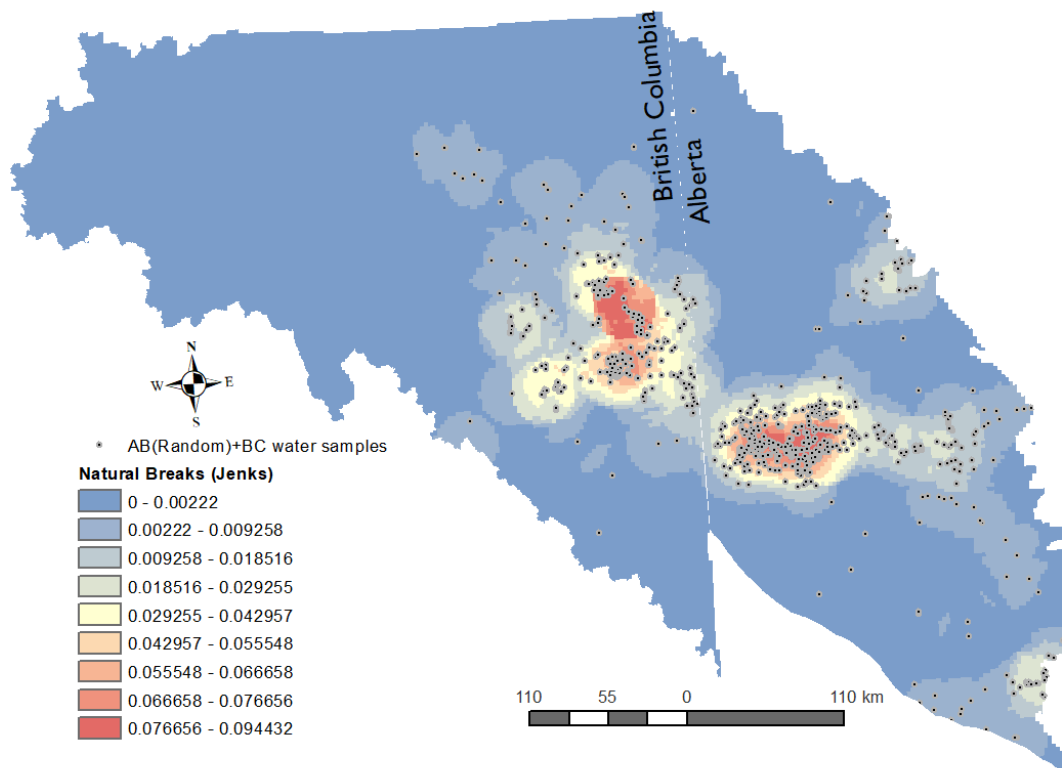 British Columbia
Alberta
N
W E
S
AB(Random)+BC water samples
Natural Breaks (Jenks)
0 - 0.00222
0.00222 - 0.009258
0.009258 - 0.018516
0.018516 - 0.029255
0.029255 - 0.042957
0.042957 - 0.055548
0.055548 - 0.066658
0.066658 - 0.076656
0.076656 - 0.094432
110 55 0 110 km